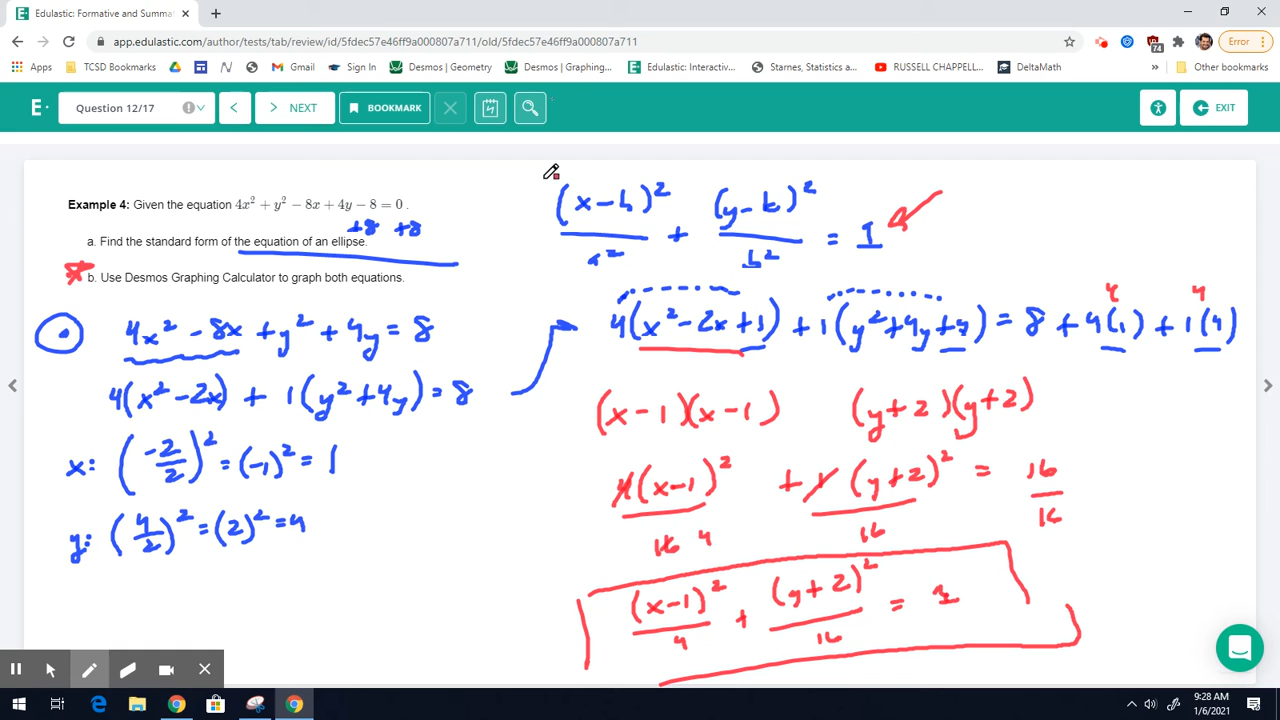 Edulastic: Formative and Summa
app.edulastic.com/author/tests/tab/review/id/5fdec57e46ff9a000807a711/old/5fdec57e46ff9a000807a711
74
Error
Apps TCSD Bookmarks Gmail Sign In Desmos | Geometry Desmos | Graphing... Edulastic: Interactiv... Starnes, Statistics a... RUSSELL CHAPPELL... DeltaMath » Other bookmarks
E Question 12/17 NEXT BOOKMARK EXIT
Example 4: Given the equation 4x² + y² − 8x + 4y − 8 = 0 .
+8 +8
a. Find the standard form of the equation of an ellipse.
b. Use Desmos Graphing Calculator to graph both equations.
(x-h)²/a² + (y-k)²/b² = 1
a
4x² - 8x + y² + 4y = 8
4(x² - 2x) + 1(y² + 4y) = 8
x: (-2/2)² = (-1)² = 1
y: (4/2)² = (2)² = 4
4 4
4(x² - 2x + 1) + 1(y² + 4y + 4) = 8 + 4(1) + 1(4)
(x - 1)(x - 1) (y + 2)(y + 2)
4(x - 1)²/16 4 + 1(y + 2)²/16 = 16/16
(x - 1)²/4 + (y + 2)²/16 = 1
9:28 AM
1/6/2021